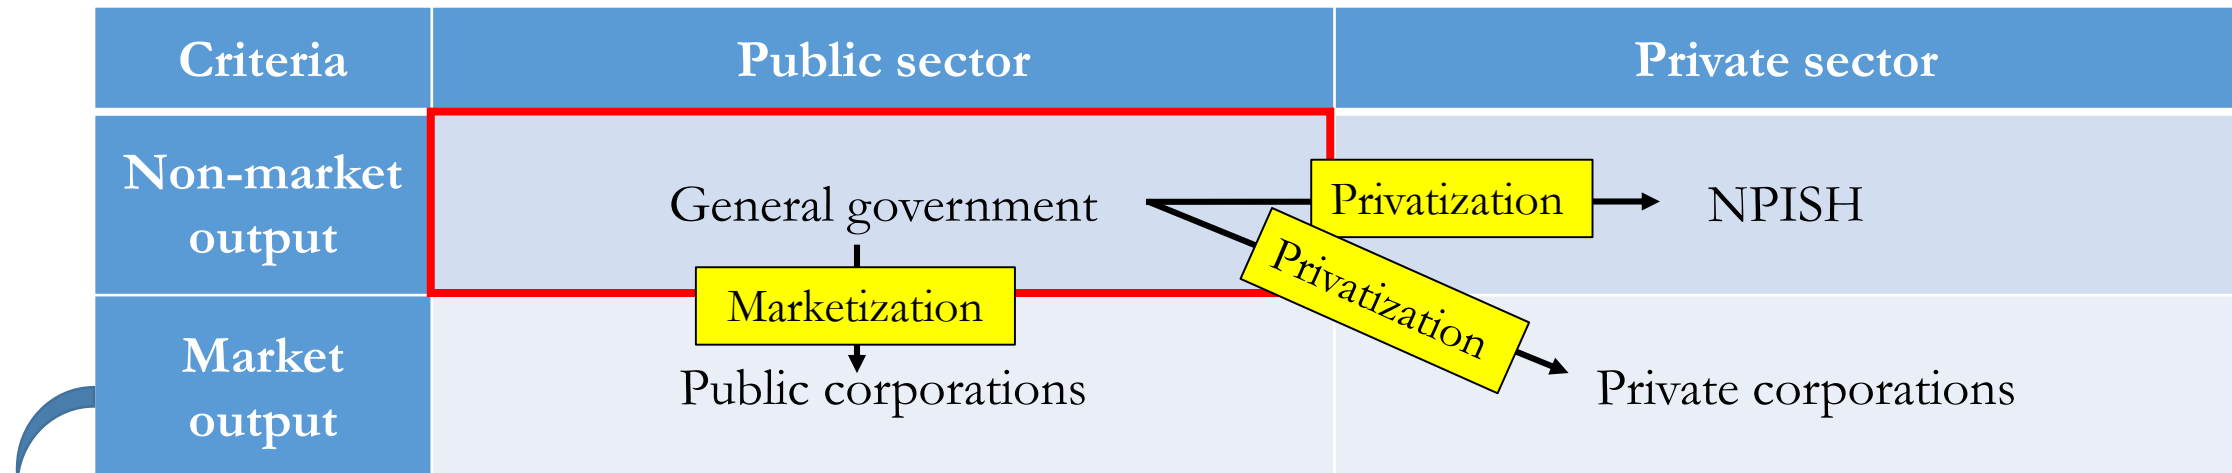 Criteria
Public sector
Private sector
Non-market
output
General government
Privatization
NPISH
Privatization
Marketization
Market
output
Public corporations
Private corporations